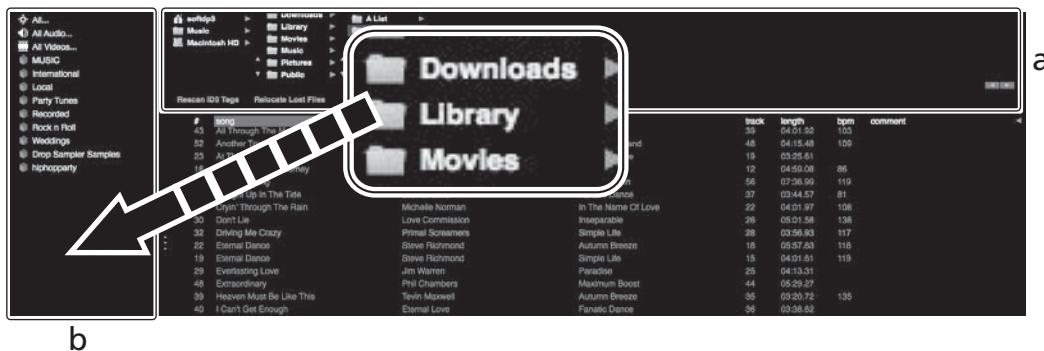 All...
All Audio...
All Videos...
MUSIC
International
Local
Party Tunes
Recorded
Rock n Roll
Weddings
Drop Sampler Samples
hiphopparty
softdp3
Music
Macintosh HD
Downloads
Library
Movies
Music
Pictures
Public
A List
Rescan ID3 Tags Relocate Lost Files
Downloads
Library
Movies
a
# song track length bpm comment
43 All Through The 39 04:01.92 103
52 Another 48 04:15.48 109
23 At 19 03:25.61
12 04:59.08 86
56 07:36.99 119
Up In The Tide 37 03:44.57 81
Cryin' Through The Rain Michelle Norman In The Name Of Love 22 04:01.97 108
30 Don't Lie Love Commission Inseparable 26 05:01.58 138
32 Driving Me Crazy Primal Screamers Simple Life 28 03:56.93 117
22 Eternal Dance Steve Richmond Autumn Breeze 18 05:57.83 118
19 Eternal Dance Steve Richmond Simple Life 15 04:01.61 119
29 Everlasting Love Jim Warren Paradise 25 04:13.31
48 Extraordinary Phil Chambers Maximum Boost 44 05:29.27
39 Heaven Must Be Like This Tevin Maxwell Autumn Breeze 35 03:20.72 135
40 I Can't Get Enough Eternal Love Fanatic Dance 36 03:38.62
b